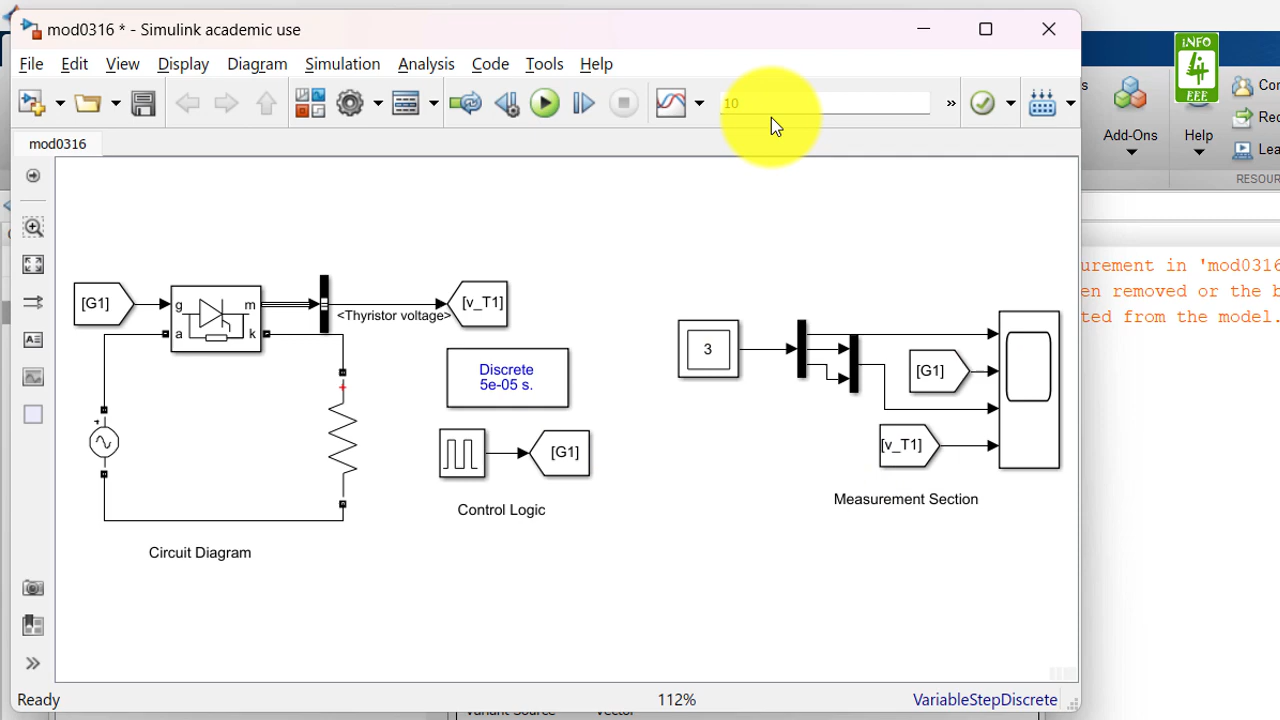 mod0316 * - Simulink academic use
File Edit View Display Diagram Simulation Analysis Code Tools Help
10
»
mod0316
INFO
4
EEE
Add-Ons
Help
RESOUR
[G1]
g
m
a
k
<Thyristor voltage>
[v_T1]
Discrete
5e-05 s.
[G1]
Control Logic
Circuit Diagram
3
[G1]
[v_T1]
Measurement Section
urement in 'mod0316
en removed or the b
ted from the model.
Ready
112%
VariableStepDiscrete